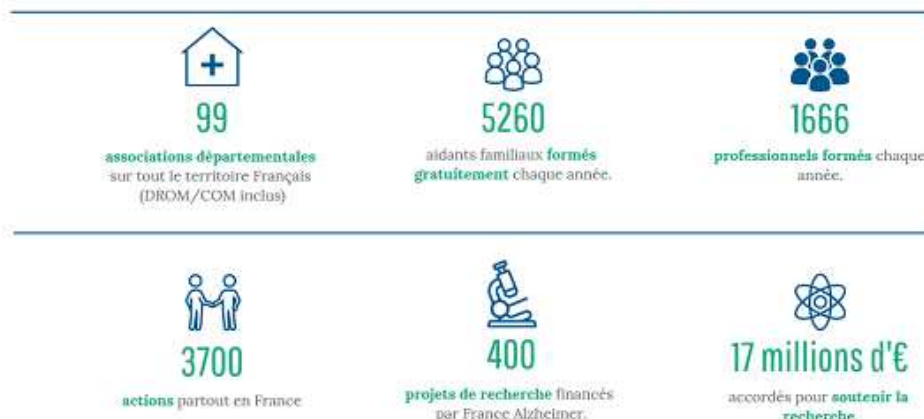 99
associations départementales
sur tout le territoire Français
(DROM/COM inclus)
5260
aidants familiaux formés
gratuitement chaque année.
1666
professionnels formés chaque
année.
3700
actions partout en France
400
projets de recherche financés
par France Alzheimer.
17 millions d'€
accordés pour soutenir la
recherche